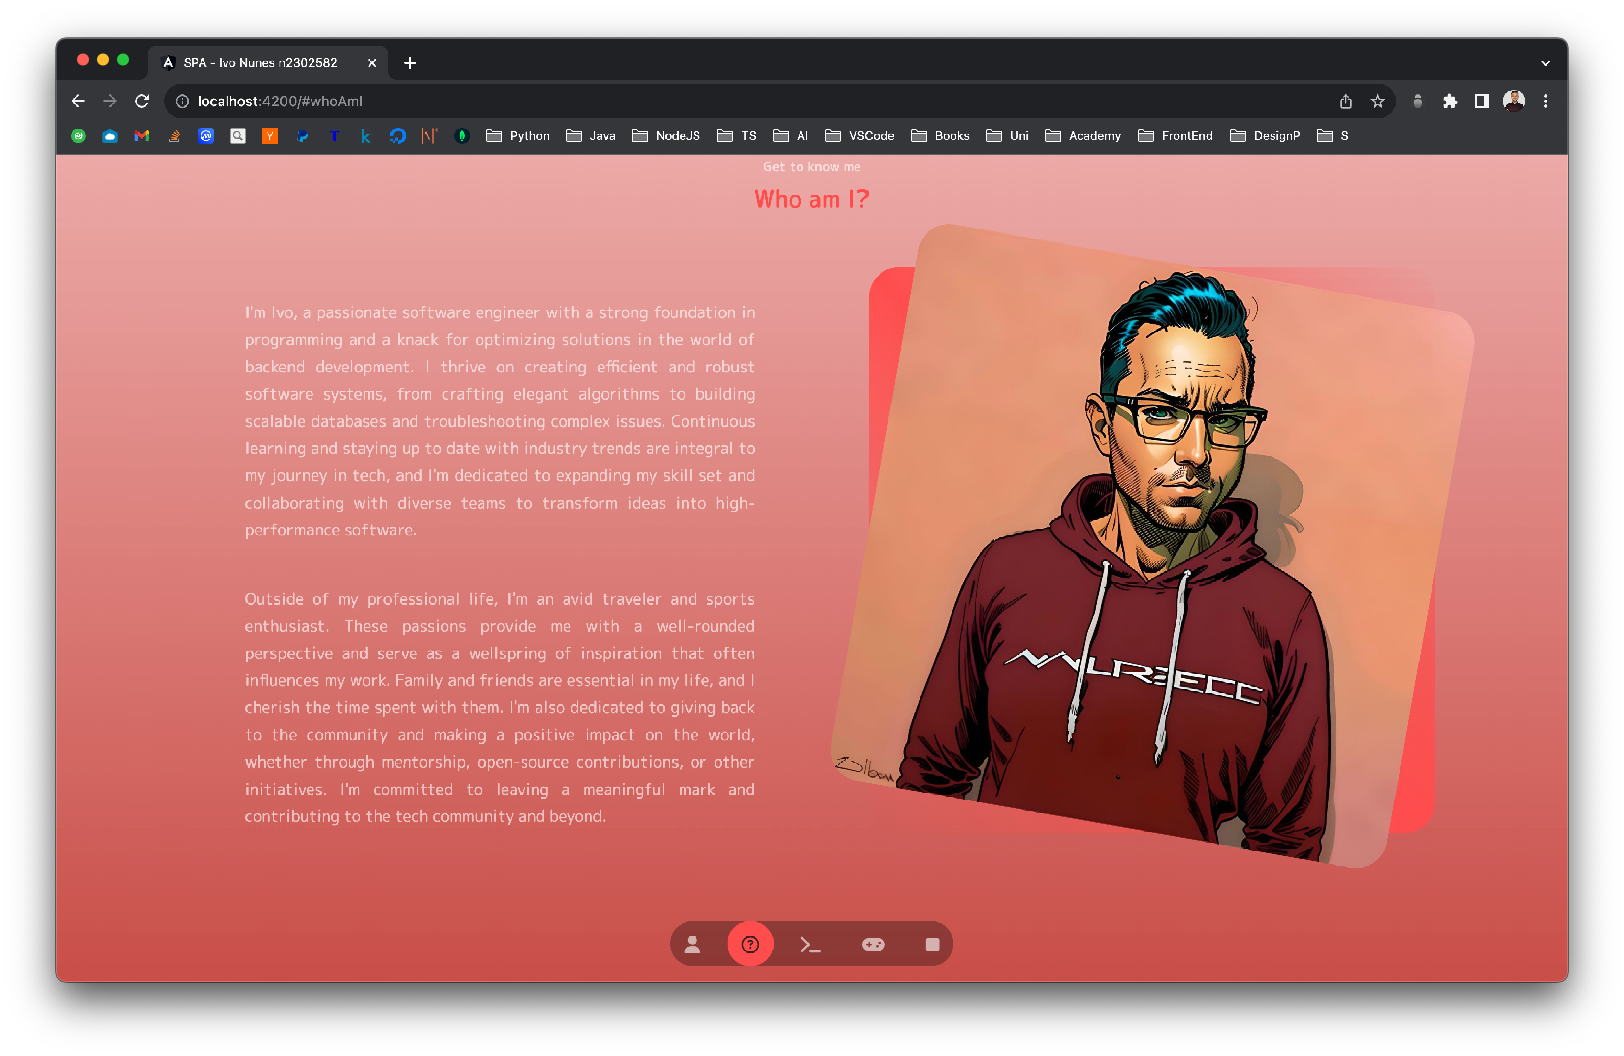 SPA - Ivo Nunes n2302582
localhost:4200/#whoAmI
Python Java NodeJS TS AI VSCode Books Uni Academy FrontEnd DesignP S
Get to know me
Who am I?
I'm Ivo, a passionate software engineer with a strong foundation in
programming and a knack for optimizing solutions in the world of
backend development. I thrive on creating efficient and robust
software systems, from crafting elegant algorithms to building
scalable databases and troubleshooting complex issues. Continuous
learning and staying up to date with industry trends are integral to
my journey in tech, and I'm dedicated to expanding my skill set and
collaborating with diverse teams to transform ideas into high-
performance software.
Outside of my professional life, I'm an avid traveler and sports
enthusiast. These passions provide me with a well-rounded
perspective and serve as a wellspring of inspiration that often
influences my work. Family and friends are essential in my life, and I
cherish the time spent with them. I'm also dedicated to giving back
to the community and making a positive impact on the world,
whether through mentorship, open-source contributions, or other
initiatives. I'm committed to leaving a meaningful mark and
contributing to the tech community and beyond.